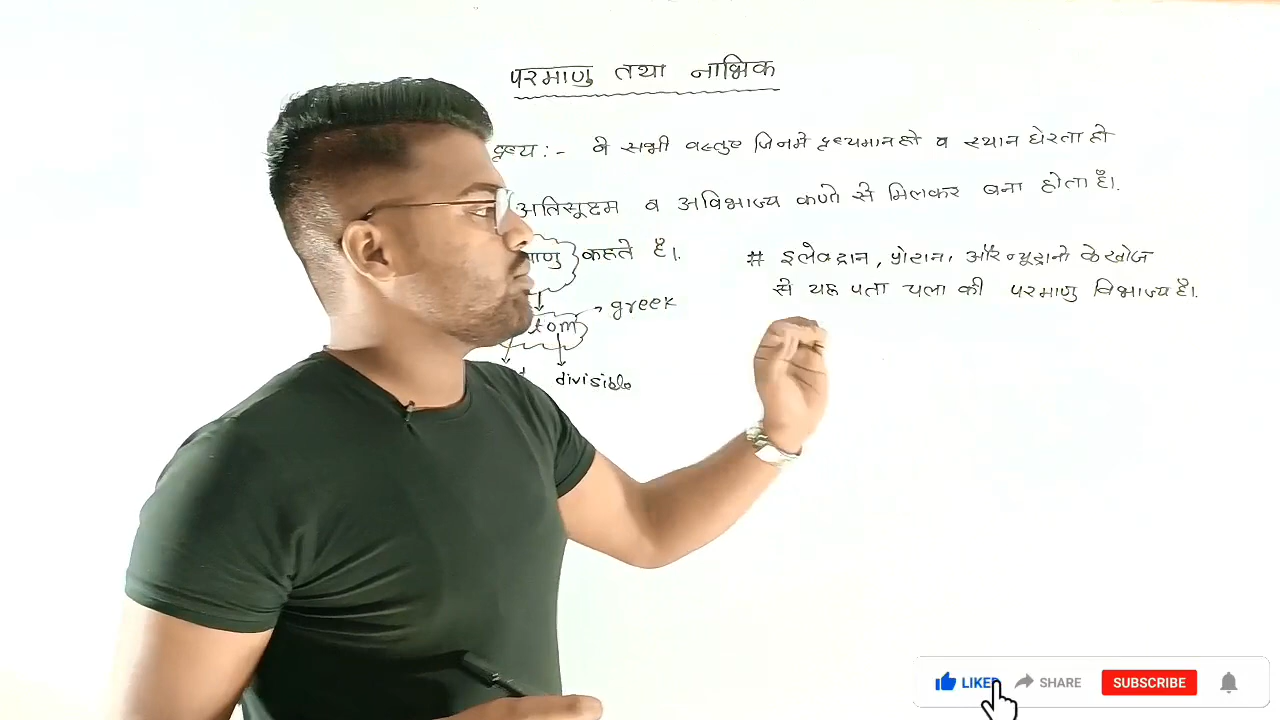 परमाणु तथा नाभिक
द्रव्य :- वे सभी वस्तुए जिनमे द्रव्यमान हो व स्थान घेरता हो
अतिसूक्ष्म व अविभाज्य कणो से मिलकर बना होता है।
कहते है।
# इलेक्ट्रान, प्रोटान, और न्यूट्रानो के खोज
से यह पता चला की परमाणु विभाज्य है।
tom → greek
divisible
LIKED SHARE SUBSCRIBE